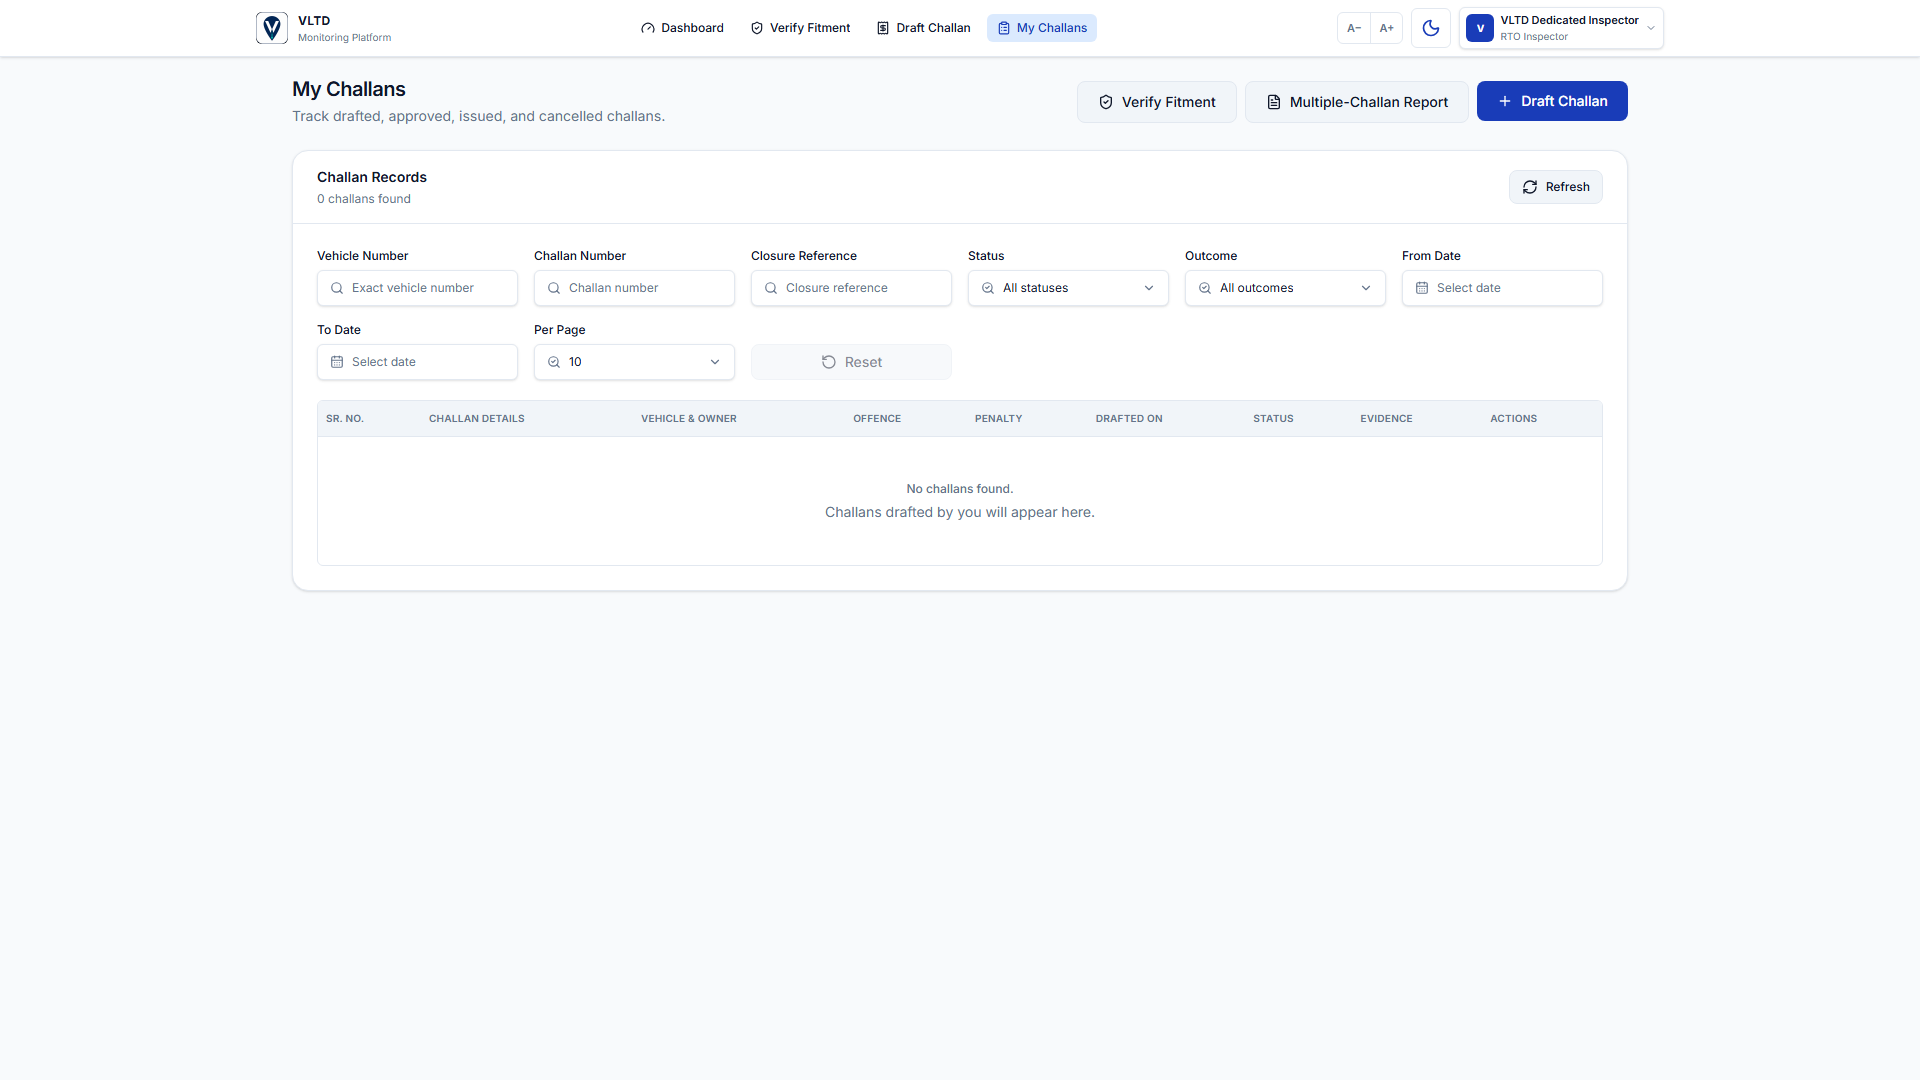 VLTD
Monitoring Platform
Dashboard
Verify Fitment
Draft Challan
My Challans
A−
A+
V
VLTD Dedicated Inspector
RTO Inspector
My Challans
Track drafted, approved, issued, and cancelled challans.
Verify Fitment
Multiple-Challan Report
Draft Challan
Challan Records
0 challans found
Refresh
Vehicle Number
Challan Number
Closure Reference
Status
Outcome
From Date
Exact vehicle number
Challan number
Closure reference
All statuses
All outcomes
Select date
To Date
Per Page
Select date
10
Reset
SR. NO.
CHALLAN DETAILS
VEHICLE & OWNER
OFFENCE
PENALTY
DRAFTED ON
STATUS
EVIDENCE
ACTIONS
No challans found.
Challans drafted by you will appear here.